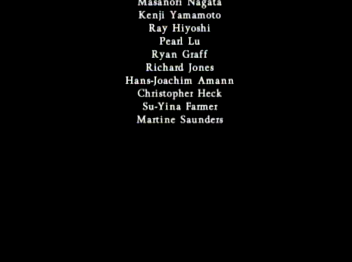 Masanori Nagata
Kenji Yamamoto
Ray Hiyoshi
Pearl Lu
Ryan Graff
Richard Jones
Hans-Joachim Amann
Christopher Heck
Su-Yina Farmer
Martine Saunders